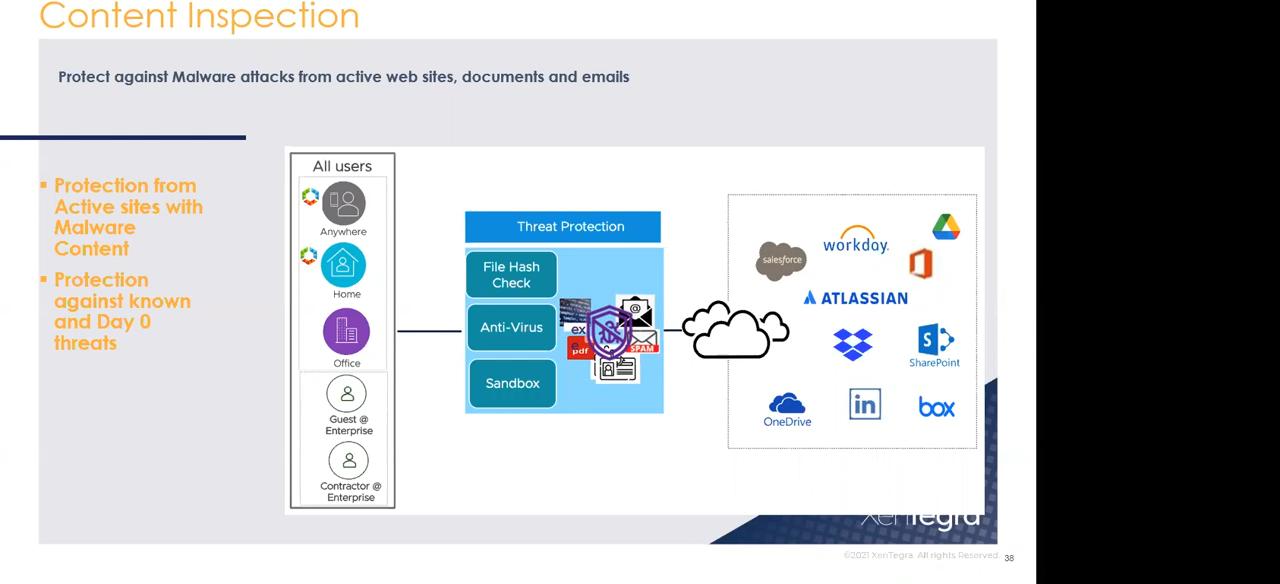 Content Inspection
Protect against Malware attacks from active web sites, documents and emails
▪ Protection from
Active sites with
Malware
Content
▪ Protection
against known
and Day 0
threats
All users
Anywhere
Home
Office
Guest @
Enterprise
Contractor @
Enterprise
Threat Protection
File Hash
Check
Anti-Virus
Sandbox
ex
pdf
@
SPAM
salesforce
workday.
ATLASSIAN
S
SharePoint
OneDrive
in
box
XenTegra
©2021 XenTegra. All rights Reserved.
38